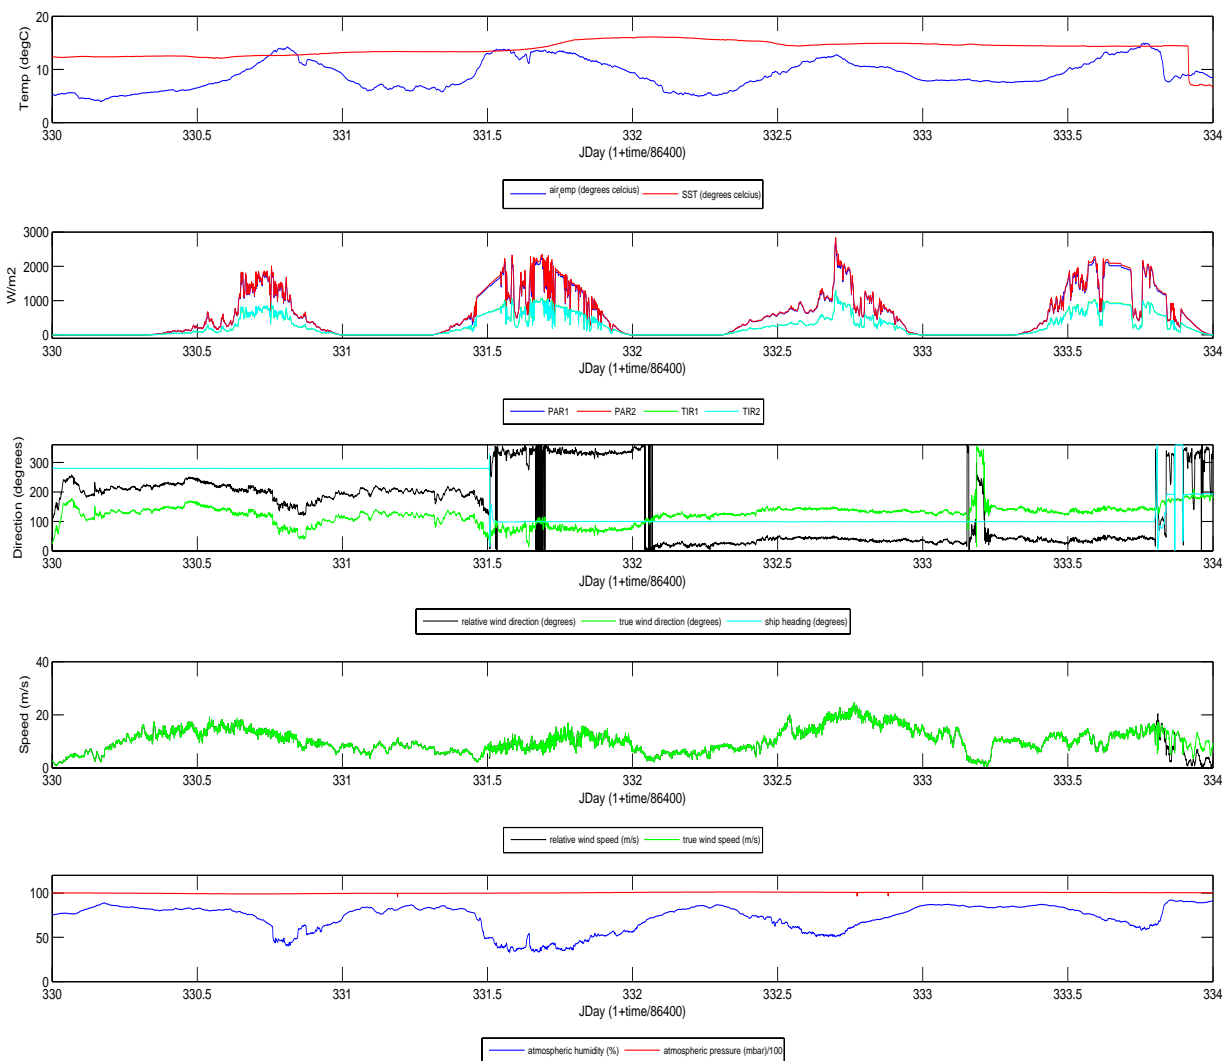 20
10
0
Temp (degC)
330 330.5 331 331.5 332 332.5 333 333.5 334
JDay (1+time/86400)
air_temp (degrees celcius) SST (degrees celcius)
3000
2000
1000
0
W/m2
330 330.5 331 331.5 332 332.5 333 333.5 334
JDay (1+time/86400)
PAR1 PAR2 TIR1 TIR2
300
200
100
0
Direction (degrees)
330 330.5 331 331.5 332 332.5 333 333.5 334
JDay (1+time/86400)
relative wind direction (degrees) true wind direction (degrees) ship heading (degrees)
40
20
0
Speed (m/s)
330 330.5 331 331.5 332 332.5 333 333.5 334
JDay (1+time/86400)
relative wind speed (m/s) true wind speed (m/s)
100
50
0
330 330.5 331 331.5 332 332.5 333 333.5 334
JDay (1+time/86400)
atmospheric humidity (%) atmospheric pressure (mbar)/100